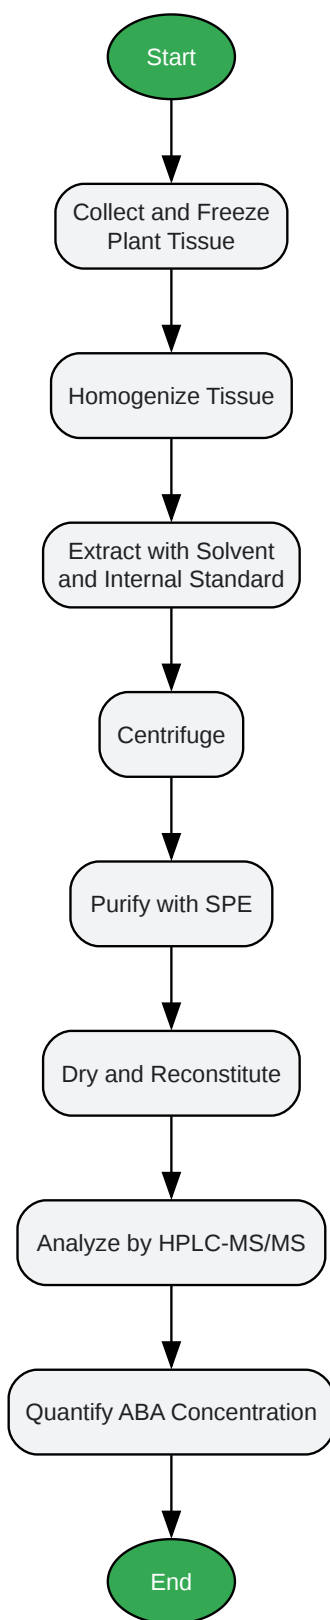 Start
Collect and Freeze
Plant Tissue
Homogenize Tissue
Extract with Solvent
and Internal Standard
Centrifuge
Purify with SPE
Dry and Reconstitute
Analyze by HPLC-MS/MS
Quantify ABA Concentration
End